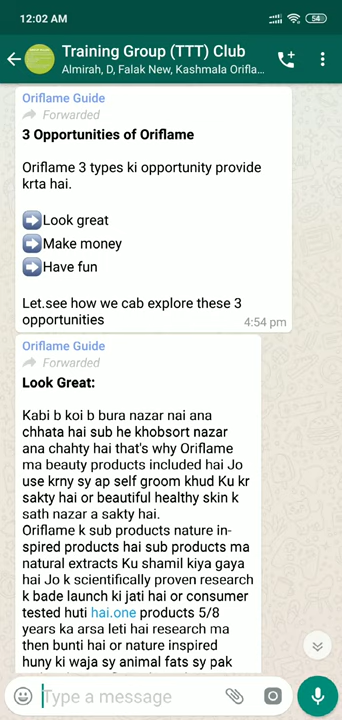 12:02 AM
54
Training Group (TTT) Club
Almirah, D, Falak New, Kashmala Orifla...
Oriflame Guide
Forwarded
3 Opportunities of Oriflame
Oriflame 3 types ki opportunity provide
krta hai.
➡Look great
➡Make money
➡Have fun
Let.see how we cab explore these 3
opportunities
4:54 pm
Oriflame Guide
Forwarded
Look Great:
Kabi b koi b bura nazar nai ana
chhata hai sub he khobsort nazar
ana chahty hai that's why Oriflame
ma beauty products included hai Jo
use krny sy ap self groom khud Ku kr
sakty hai or beautiful healthy skin k
sath nazar a sakty hai.
Oriflame k sub products nature in-
spired products hai sub products ma
natural extracts Ku shamil kiya gaya
hai Jo k scientifically proven research
k bade launch ki jati hai or consumer
tested huti hai.one products 5/8
years ka arsa leti hai research ma
then bunti hai or nature inspired
huny ki waja sy animal fats sy pak
Type a message